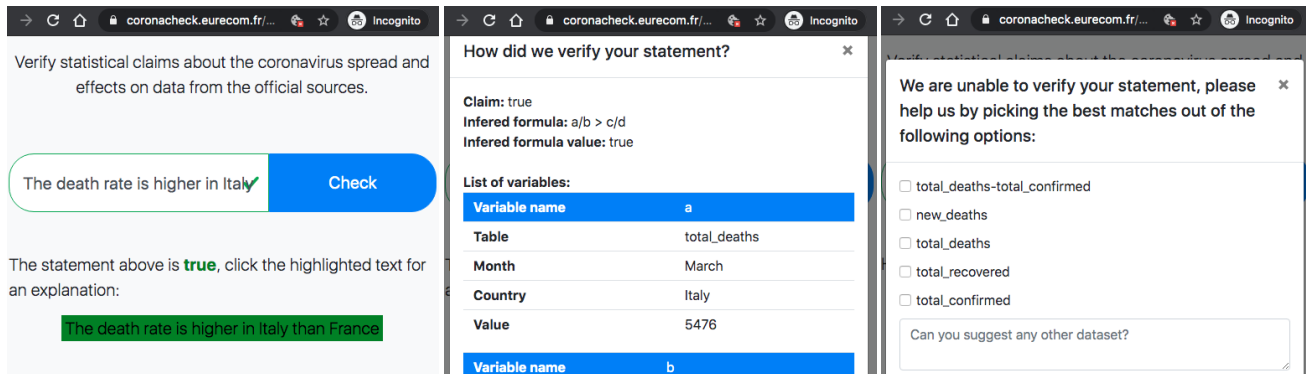 coronacheck.eurecom.fr/...
Incognito
Verify statistical claims about the coronavirus spread and
effects on data from the official sources.
The death rate is higher in Italy
Check
The statement above is true, click the highlighted text for
an explanation:
The death rate is higher in Italy than France
coronacheck.eurecom.fr/...
Incognito
How did we verify your statement?
×
Claim: true
Infered formula: a/b > c/d
Infered formula value: true
List of variables:
Variable name a
Table total_deaths
Month March
Country Italy
Value 5476
Variable name b
coronacheck.eurecom.fr/...
Incognito
We are unable to verify your statement, please
help us by picking the best matches out of the
following options:
×
total_deaths-total_confirmed
new_deaths
total_deaths
total_recovered
total_confirmed
Can you suggest any other dataset?